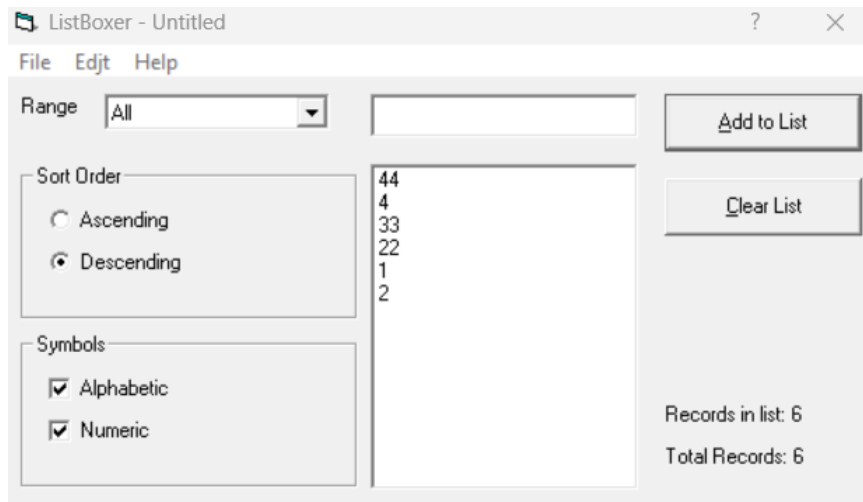 ListBoxer - Untitled ? ×
File Edjt Help
Range All Add to List
Sort Order
Ascending
Descending
44
4
33
22
1
2
Clear List
Symbols
Alphabetic
Numeric
Records in list: 6
Total Records: 6